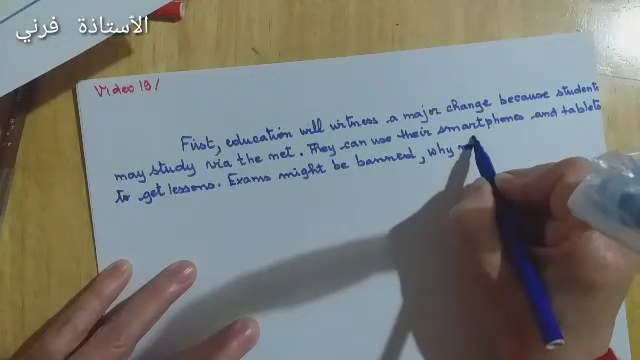 الأستاذة فرني
Video 19/
First, education will witness a major change because students
may study via the net. They can use their smartphones and tablets
to get lessons. Exams might be banned, why